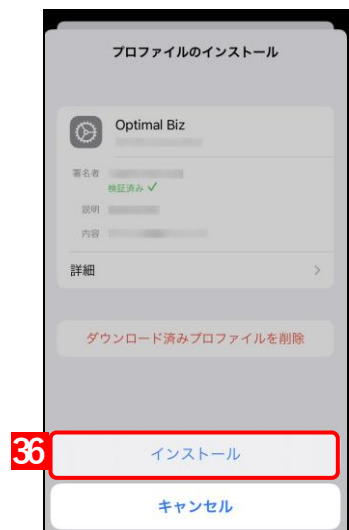 プロファイルのインストール
Optimal Biz
署名者
検証済み ✓
説明
内容
詳細 >
ダウンロード済みプロファイルを削除
36 インストール
キャンセル